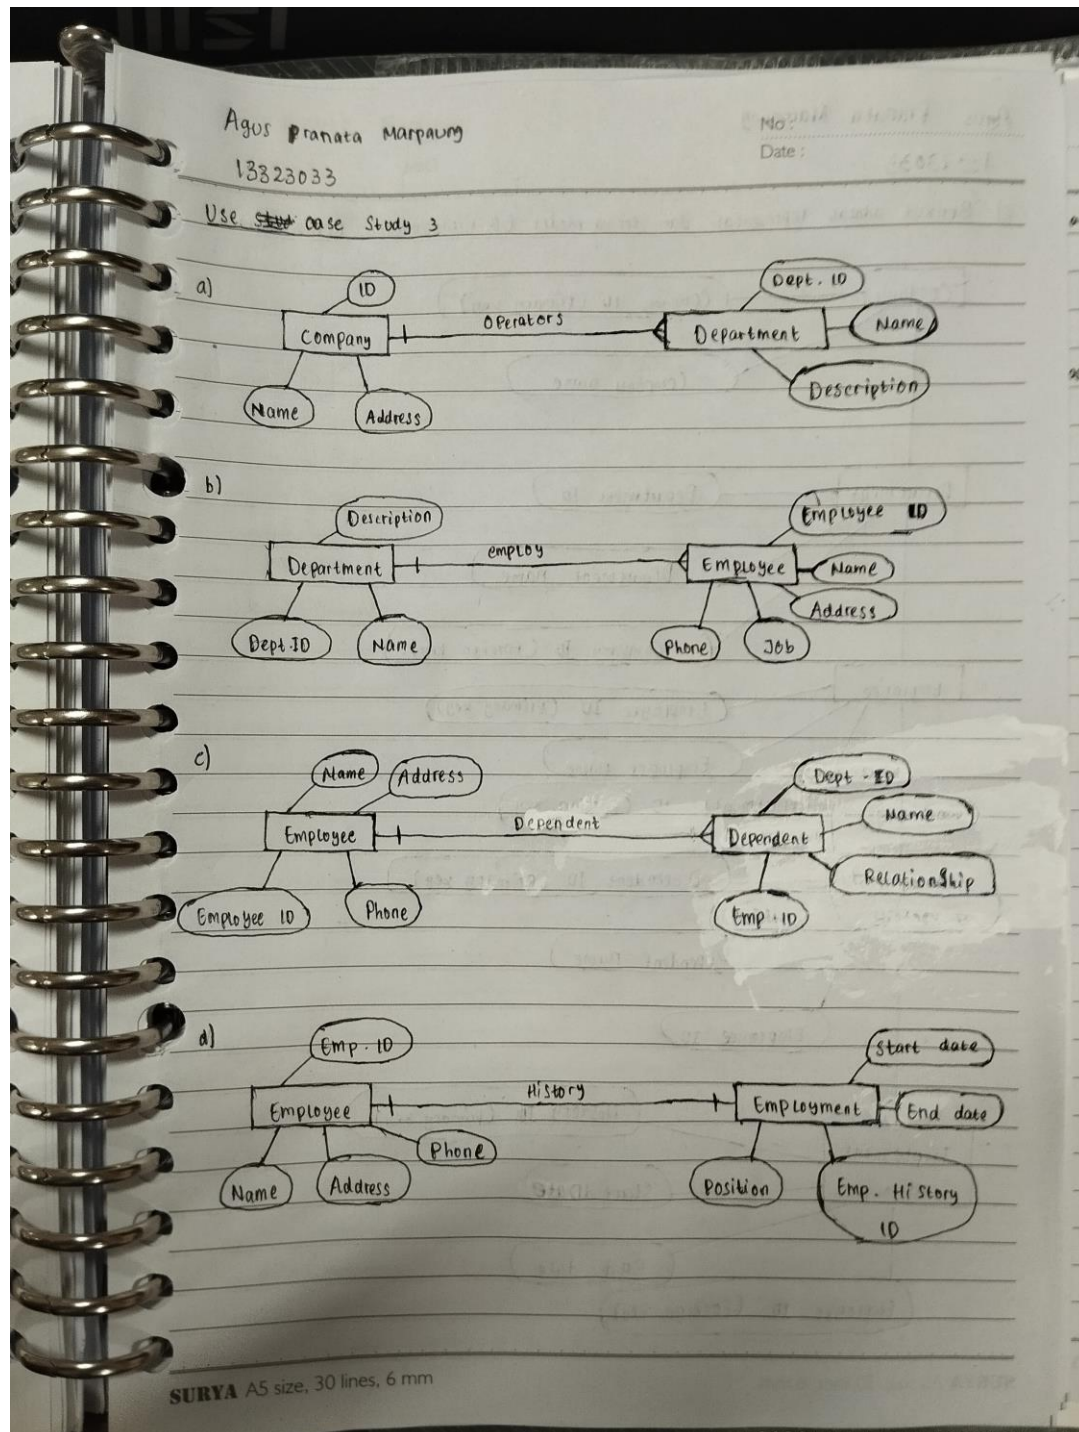 Agus Pranata Marpaung
No :
Date :
13323033
Use case Study 3
a)
ID
Dept. ID
Company
Operators
Department
Name
Name
Address
Description
b)
Description
Employee ID
Department
employ
Employee
Name
Address
Dept.ID
Name
Phone
Job
c)
Name
Address
Dept - ID
Name
Employee
Dependent
Dependent
Relationship
Employee ID
Phone
Emp. ID
d)
Emp. ID
Start date
Employee
History
Employment
End date
Phone
Name
Address
Position
Emp. History
ID
SURYA A5 size, 30 lines, 6 mm